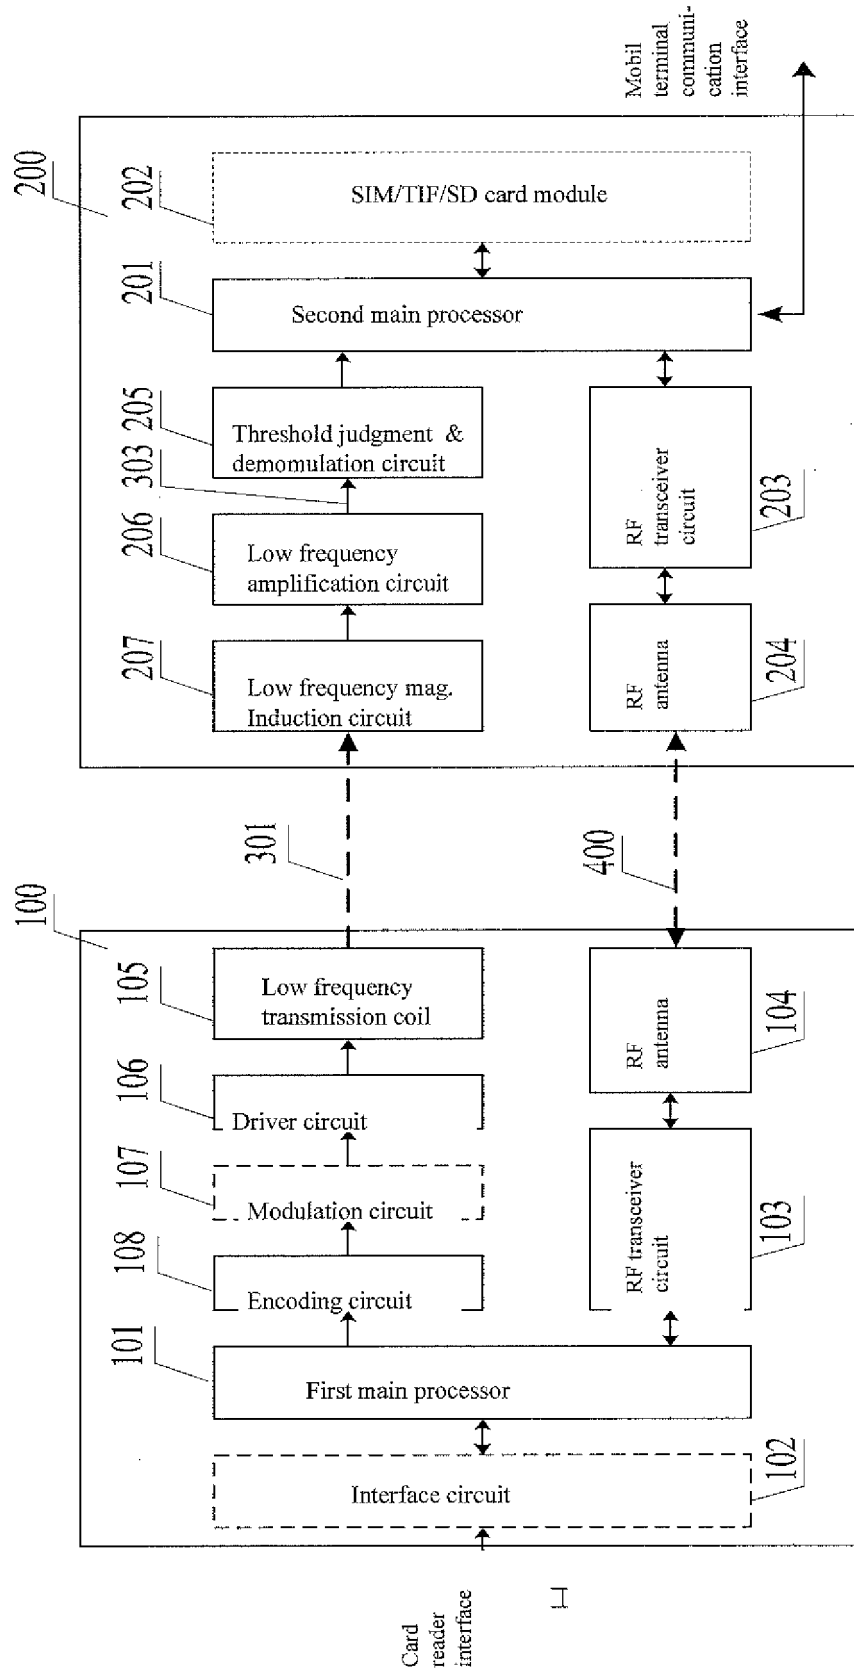 Mobil
terminal
communi-
cation
interface
200
202
SIM/TIF/SD card module
201
Second main processor
205
Threshold judgment &
demomulation circuit
303
206
Low frequency
amplification circuit
207
Low frequency mag.
Induction circuit
RF
transceiver
circuit
203
RF
antenna
204
301
400
100
105
Low frequency
transmission coil
106
Driver circuit
107
Modulation circuit
108
Encoding circuit
RF
antenna
104
RF transceiver
circuit
103
101
First main processor
Interface circuit
102
Card
reader
interface